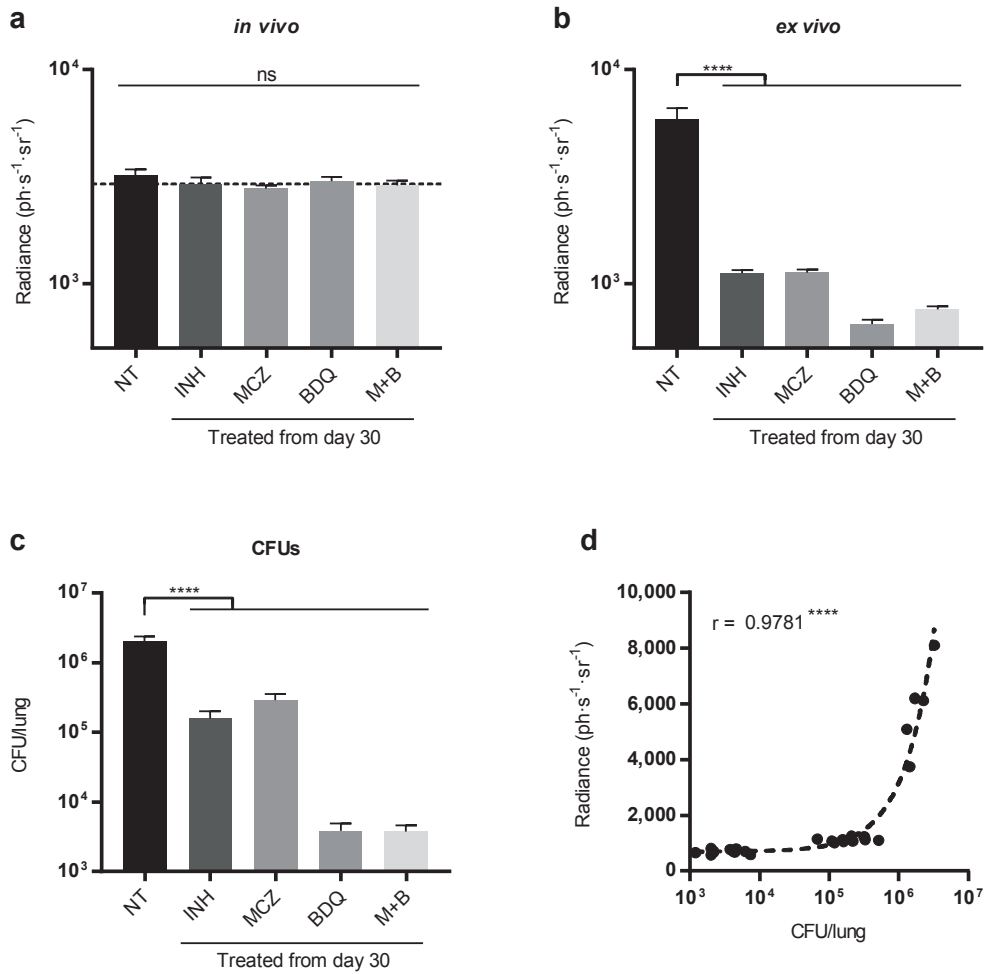 a
in vivo
10⁴
ns
10³
Radiance (ph·s⁻¹·sr⁻¹)
NT
INH
MCZ
BDQ
M+B
Treated from day 30
b
ex vivo
10⁴
****
10³
Radiance (ph·s⁻¹·sr⁻¹)
NT
INH
MCZ
BDQ
M+B
Treated from day 30
c
CFUs
10⁷
****
10⁶
10⁵
10⁴
10³
CFU/lung
NT
INH
MCZ
BDQ
M+B
Treated from day 30
d
10,000
r = 0.9781 ****
8,000
6,000
4,000
2,000
0
Radiance (ph·s⁻¹·sr⁻¹)
10³ 10⁴ 10⁵ 10⁶ 10⁷
CFU/lung